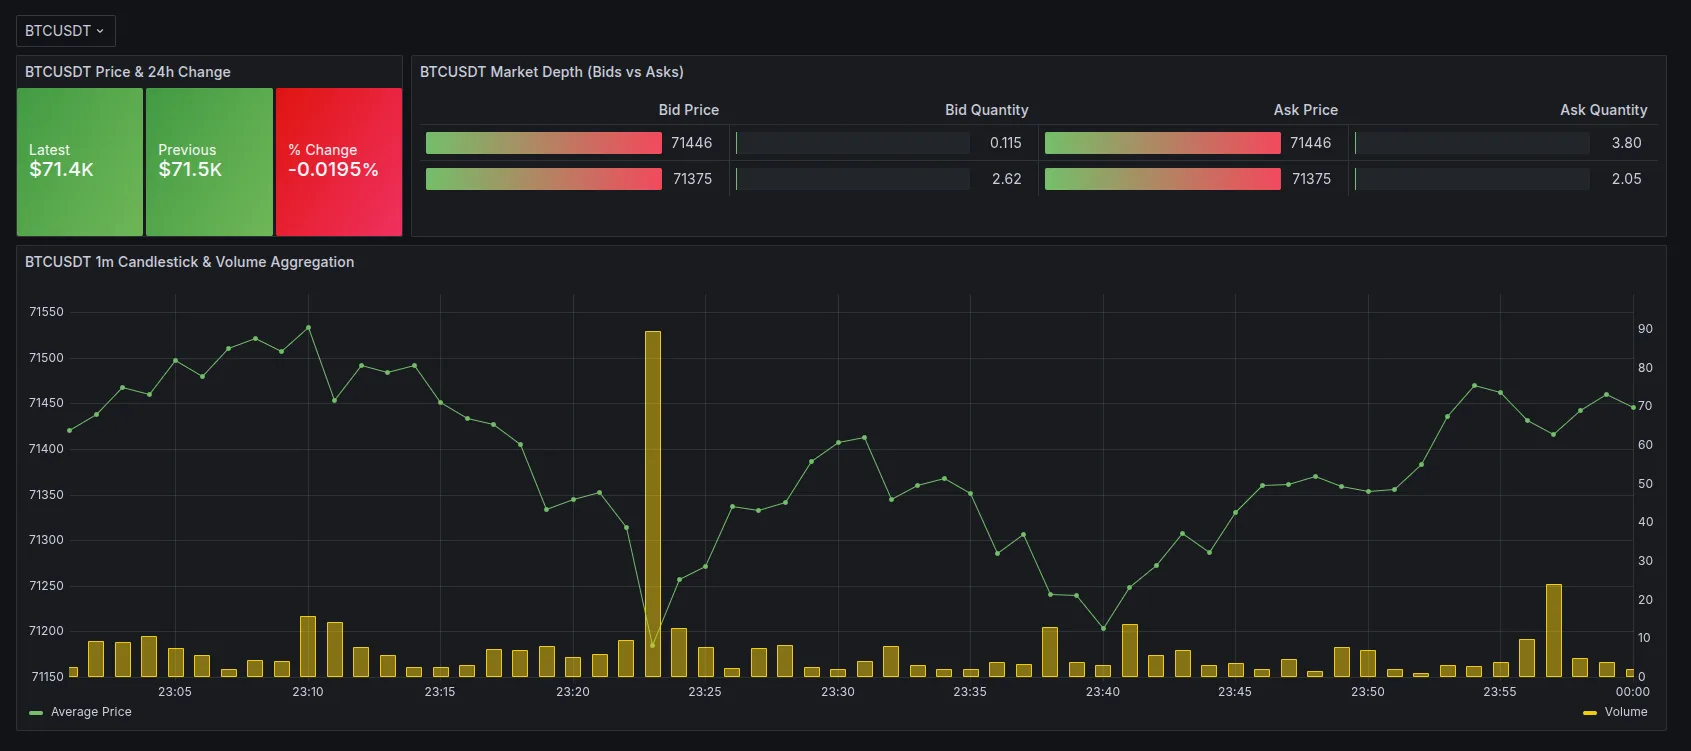 BTCUSDT
BTCUSDT Price & 24h Change
Latest
$71.4K
Previous
$71.5K
% Change
-0.0195%
BTCUSDT Market Depth (Bids vs Asks)
Bid Price Bid Quantity Ask Price Ask Quantity
71446 0.115 71446 3.80
71375 2.62 71375 2.05
BTCUSDT 1m Candlestick & Volume Aggregation
71550
71500
71450
71400
71350
71300
71250
71200
71150
90
80
70
60
50
40
30
20
10
0
23:05 23:10 23:15 23:20 23:25 23:30 23:35 23:40 23:45 23:50 23:55 00:00
Average Price
Volume